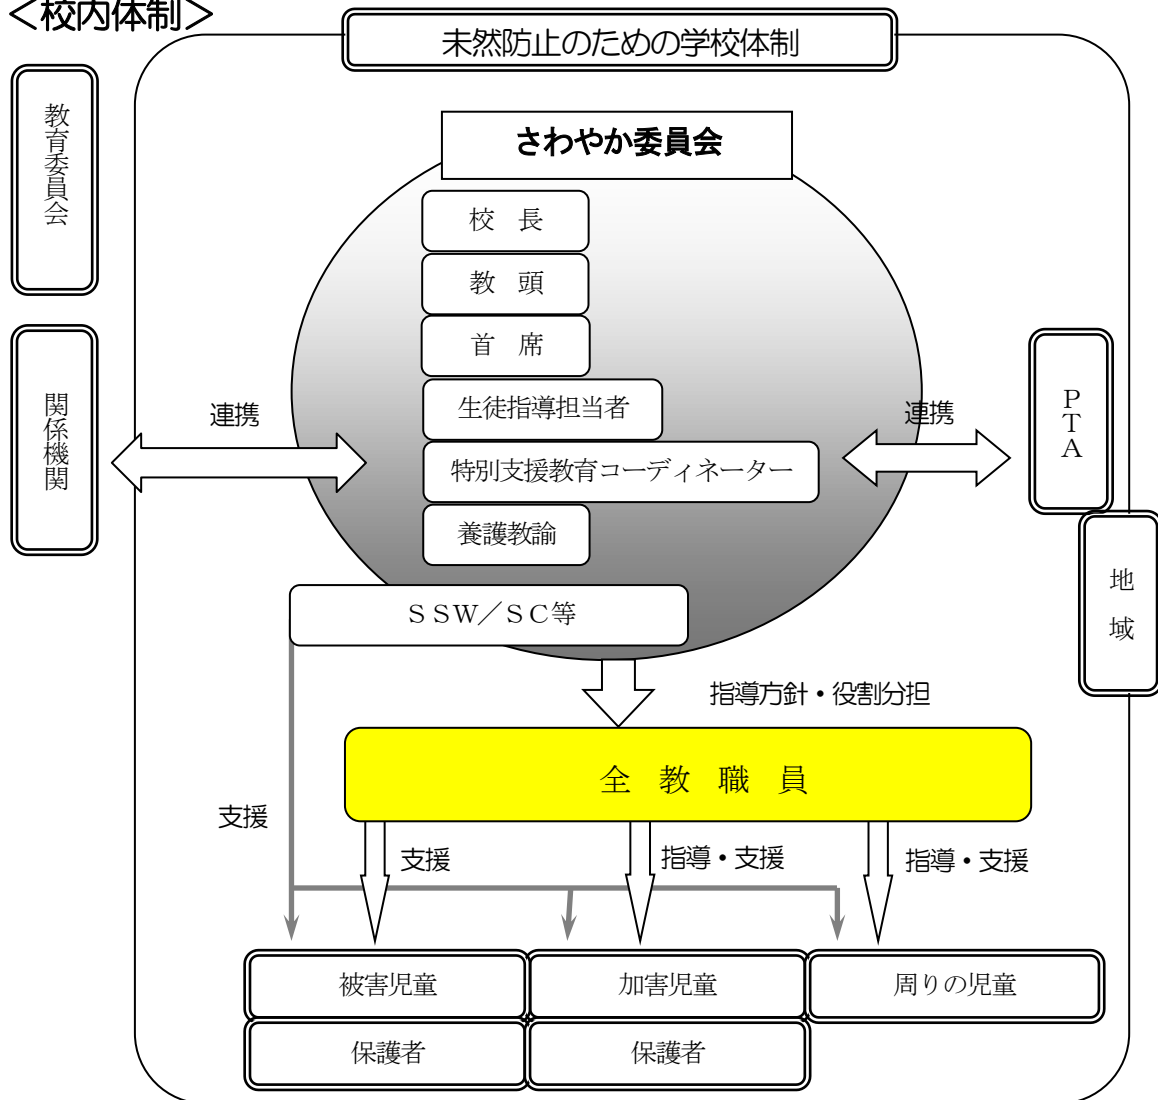 ＜校内体制＞
未然防止のための学校体制
教育委員会
さわやか委員会
校　長
教　頭
首　席
生徒指導担当者
特別支援教育コーディネーター
養護教諭
ＳＳＷ／ＳＣ等
関係機関
連携
連携
ＰＴＡ
地　域
指導方針・役割分担
全　教　職　員
支援
支援
指導・支援
指導・支援
被害児童
加害児童
周りの児童
保護者
保護者